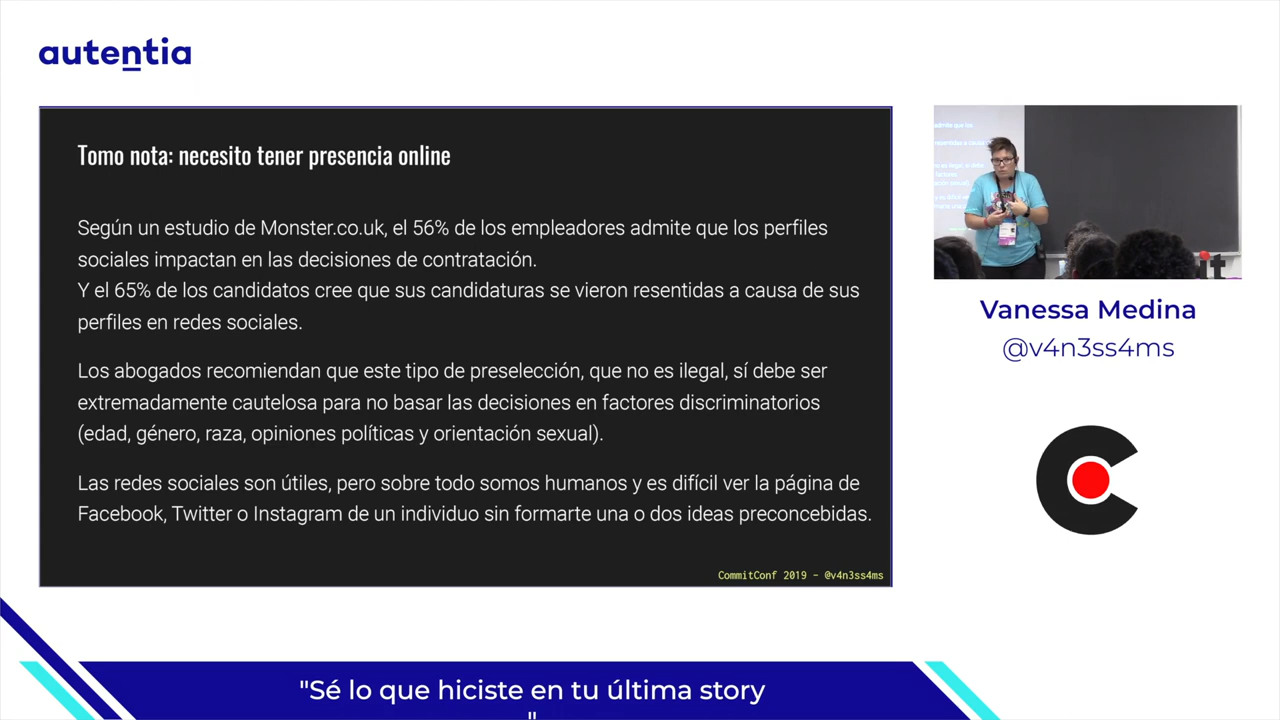 autentia
Tomo nota: necesito tener presencia online
Según un estudio de Monster.co.uk, el 56% de los empleadores admite que los perfiles
sociales impactan en las decisiones de contratación.
Y el 65% de los candidatos cree que sus candidaturas se vieron resentidas a causa de sus
perfiles en redes sociales.
Los abogados recomiendan que este tipo de preselección, que no es ilegal, sí debe ser
extremadamente cautelosa para no basar las decisiones en factores discriminatorios
(edad, género, raza, opiniones políticas y orientación sexual).
Las redes sociales son útiles, pero sobre todo somos humanos y es difícil ver la página de
Facebook, Twitter o Instagram de un individuo sin formarte una o dos ideas preconcebidas.
CommitConf 2019 - @v4n3ss4ms
Vanessa Medina
@v4n3ss4ms
"Sé lo que hiciste en tu última story
"